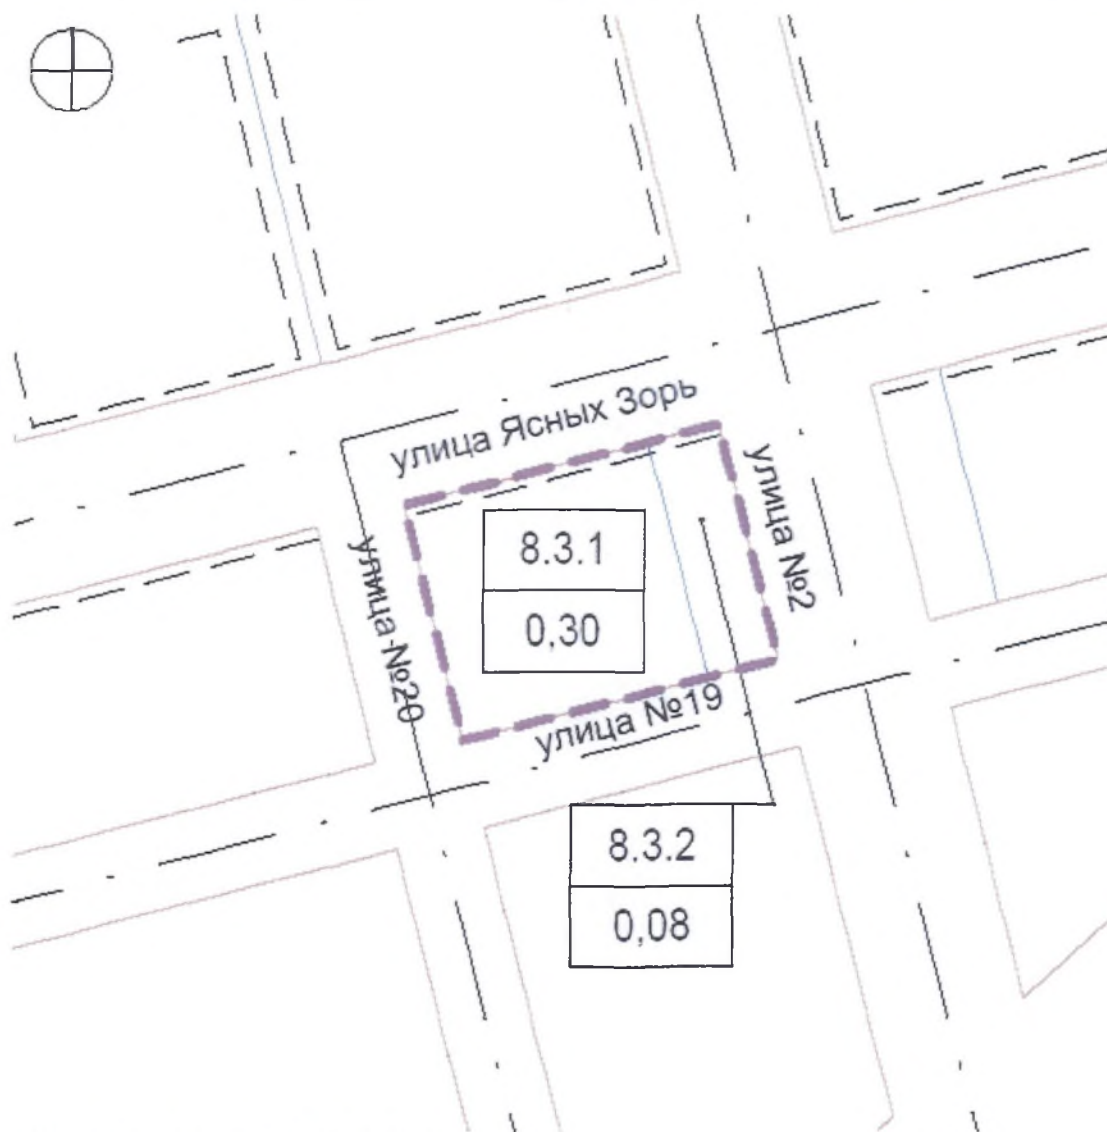 улица Ясных Зорь
улица №2
8.3.1
0,30
улица №20
улица №19
8.3.2
0,08